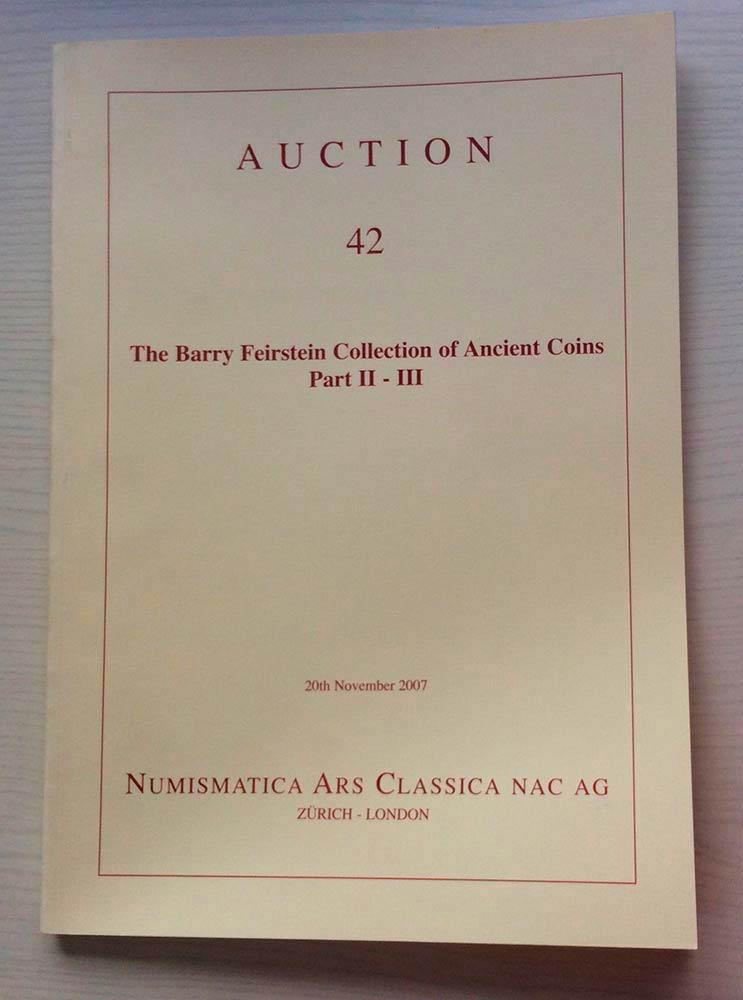 AUCTION
42
The Barry Feirstein Collection of Ancient Coins
Part II - III
20th November 2007
NUMISMATICA ARS CLASSICA NAC AG
ZÜRICH - LONDON